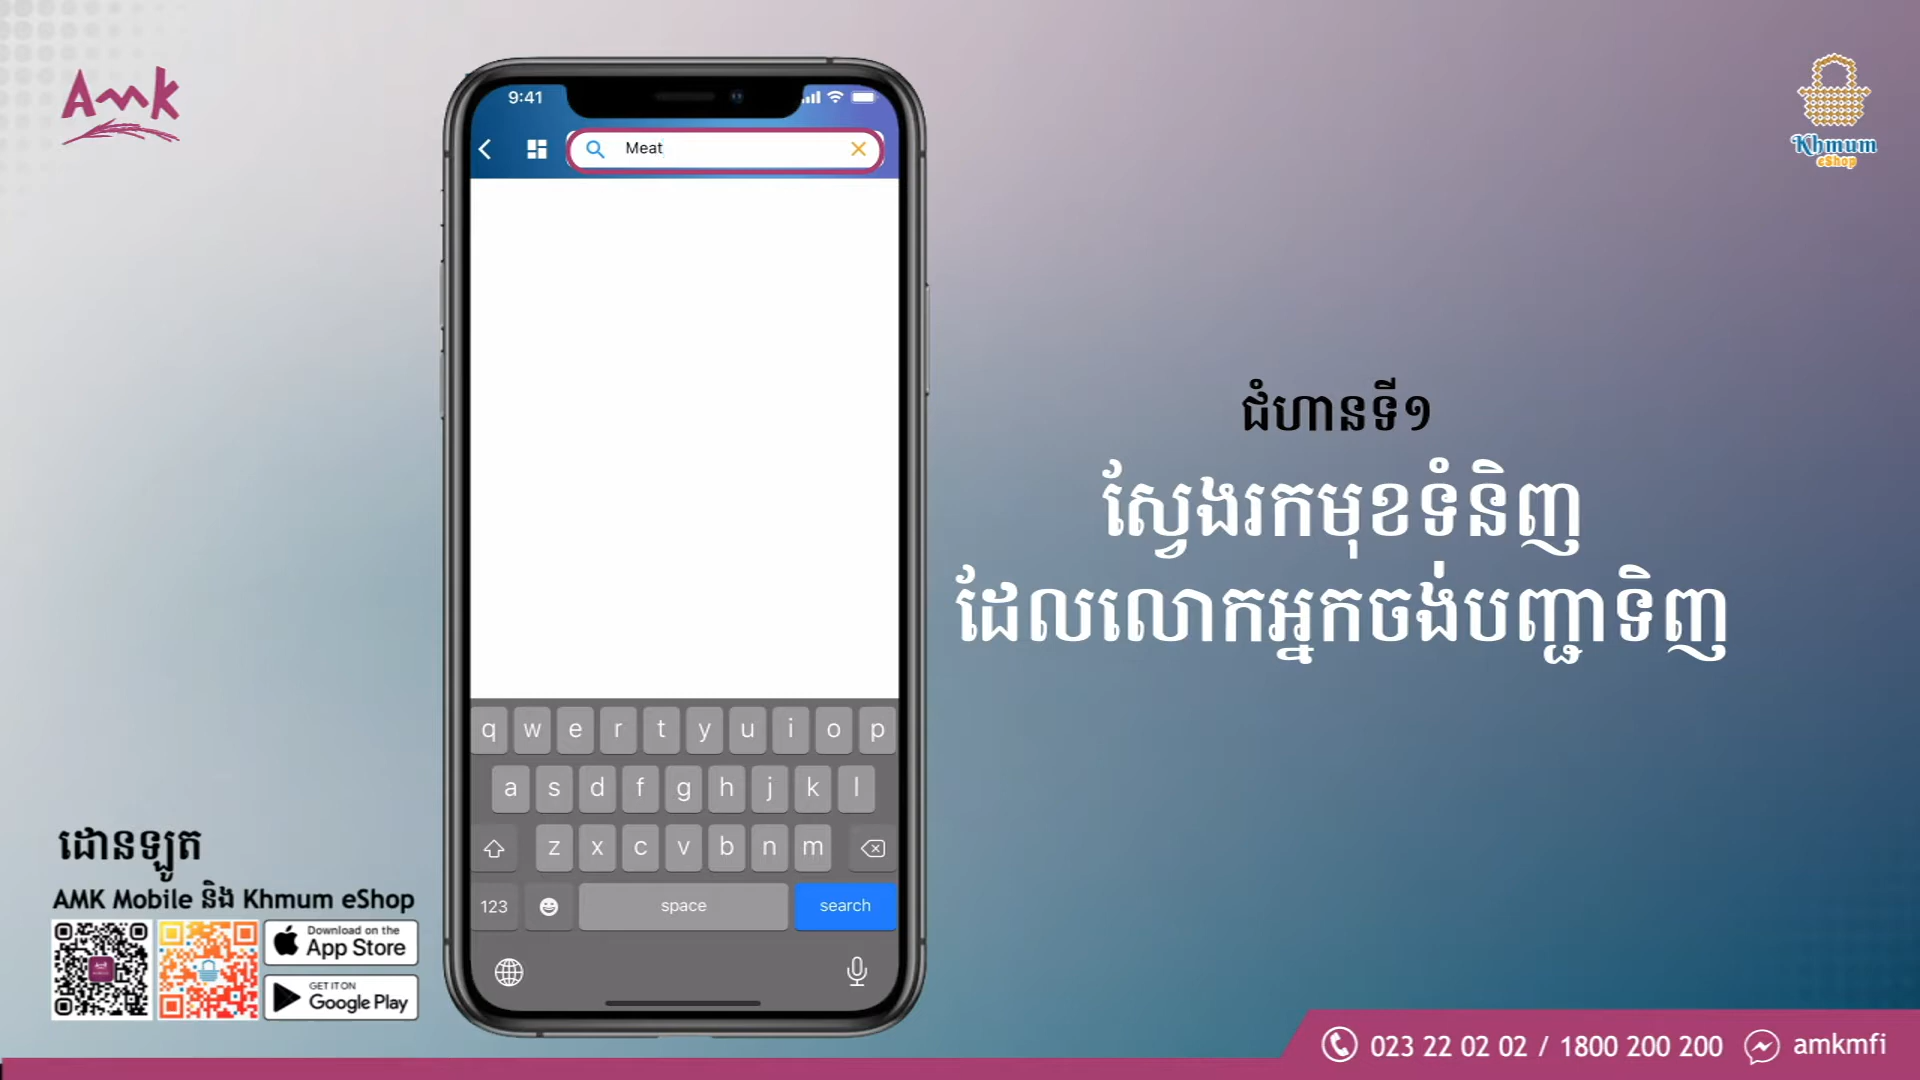 Amk
Khmum
eShop
9:41
Meat
ជំហានទី១
ស្វែងរកមុខទំនិញ
ដែលលោកអ្នកចង់បញ្ជាទិញ
q w e r t y u i o p
a s d f g h j k l
z x c v b n m
123 space search
ដោនឡូត
AMK Mobile និង Khmum eShop
Download on the
App Store
GET IT ON
Google Play
023 22 02 02 / 1800 200 200 amkmfi